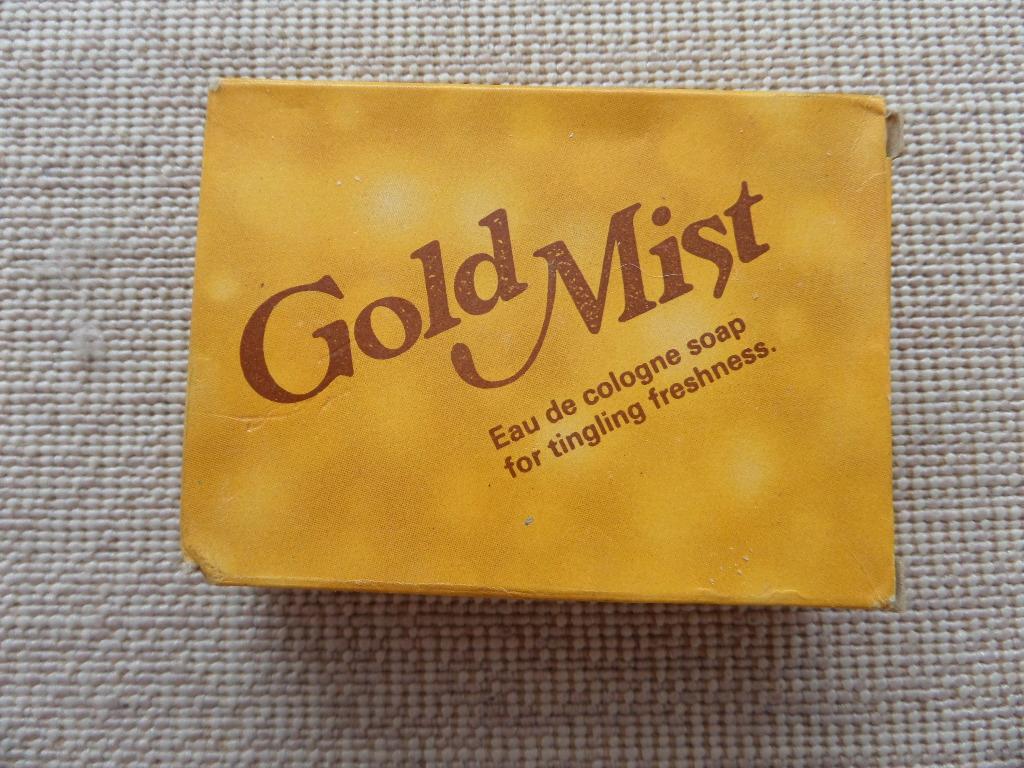 Gold Mist
Eau de cologne soap
for tingling freshness.